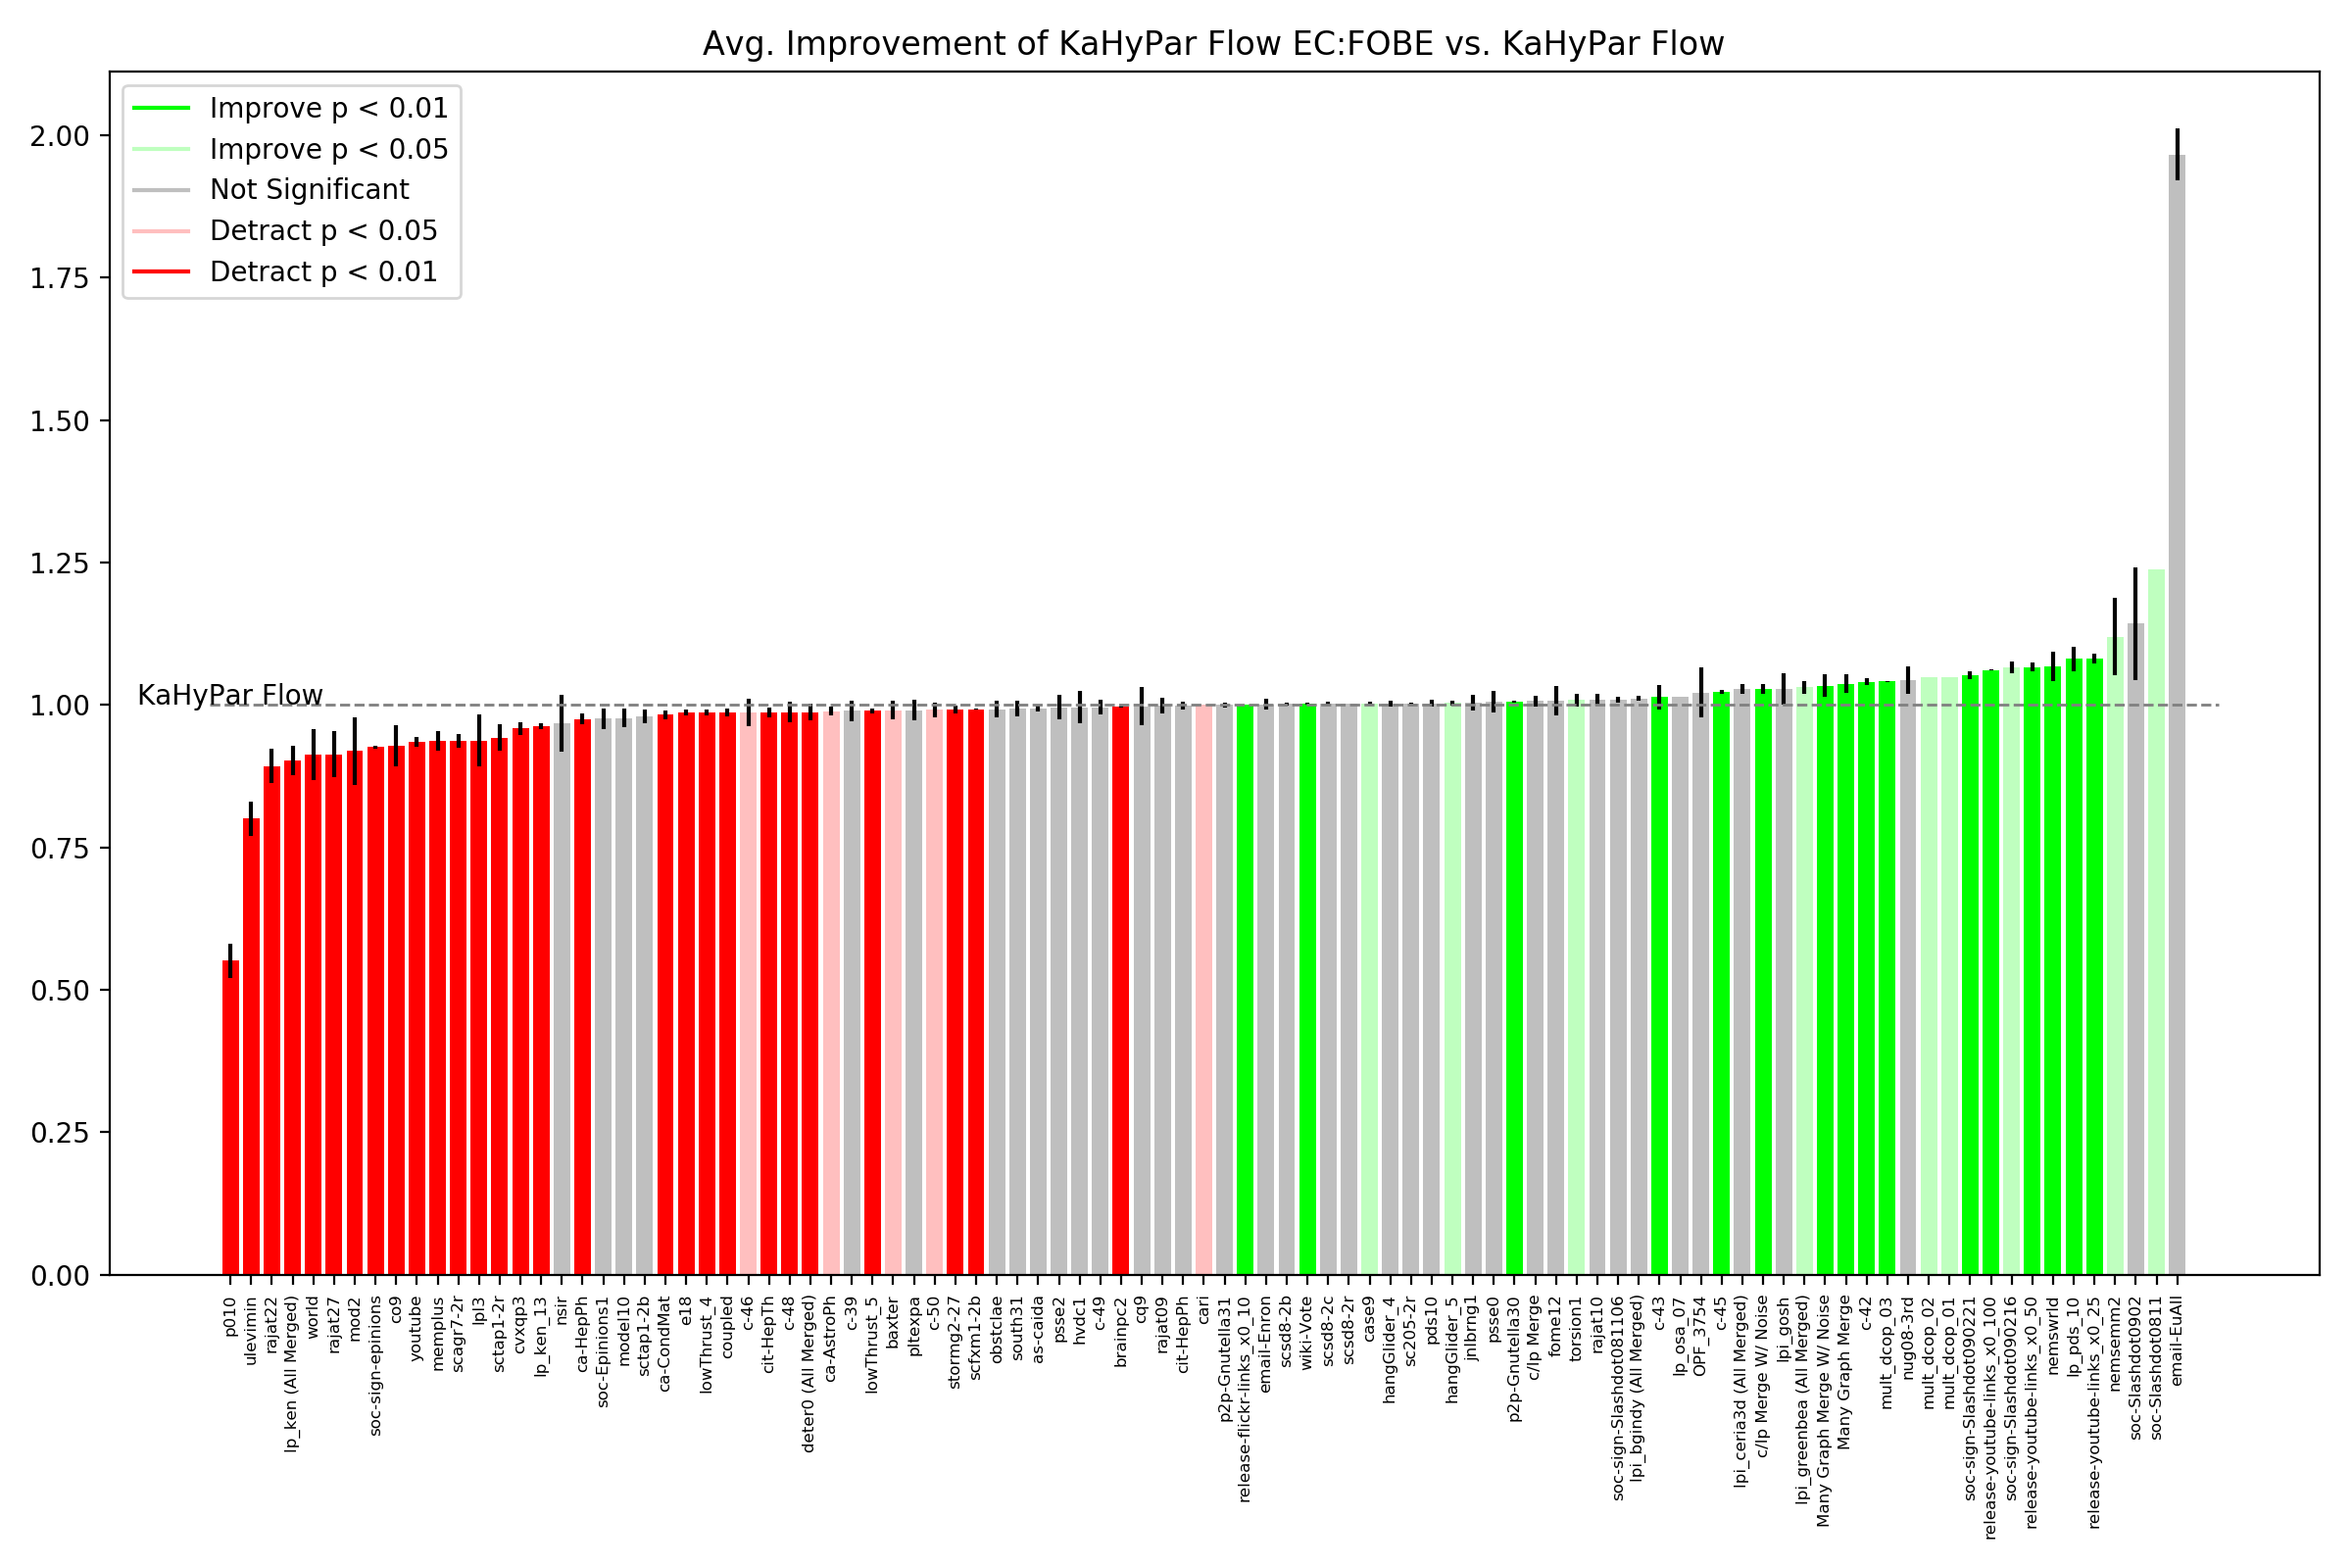 Avg. Improvement of KaHyPar Flow EC:FOBE vs. KaHyPar Flow
Improve p < 0.01
Improve p < 0.05
Not Significant
Detract p < 0.05
Detract p < 0.01
2.00
1.75
1.50
1.25
1.00
0.75
0.50
0.25
0.00
KaHyPar Flow
p010
ulevimin
rajat22
lp_ken (All Merged)
world
rajat27
mod2
soc-sign-epinions
co9
youtube
memplus
scagr7-2r
lpl3
sctap1-2r
cvxqp3
lp_ken_13
nsir
ca-HepPh
soc-Epinions1
model10
sctap1-2b
ca-CondMat
e18
lowThrust_4
coupled
c-46
cit-HepTh
c-48
deter0 (All Merged)
ca-AstroPh
c-39
lowThrust_5
baxter
pltexpa
c-50
stormg2-27
scfxm1-2b
obstclae
south31
as-caida
psse2
hvdc1
c-49
brainpc2
cq9
rajat09
cit-HepPh
cari
p2p-Gnutella31
release-flickr-links_x0_10
email-Enron
scsd8-2b
wiki-Vote
scsd8-2c
scsd8-2r
case9
hangGlider_4
sc205-2r
pds10
hangGlider_5
jnlbrng1
psse0
p2p-Gnutella30
c/lp Merge
fome12
torsion1
rajat10
soc-sign-Slashdot081106
lpi_bgindy (All Merged)
c-43
lp_osa_07
OPF_3754
c-45
lpi_ceria3d (All Merged)
c/lp Merge W/ Noise
lpi_gosh
lpi_greenbea (All Merged)
Many Graph Merge W/ Noise
Many Graph Merge
c-42
mult_dcop_03
nug08-3rd
mult_dcop_02
mult_dcop_01
soc-sign-Slashdot090221
release-youtube-links_x0_100
soc-sign-Slashdot090216
release-youtube-links_x0_50
nemswrld
lp_pds_10
release-youtube-links_x0_25
nemsemm2
soc-Slashdot0902
soc-Slashdot0811
email-EuAll